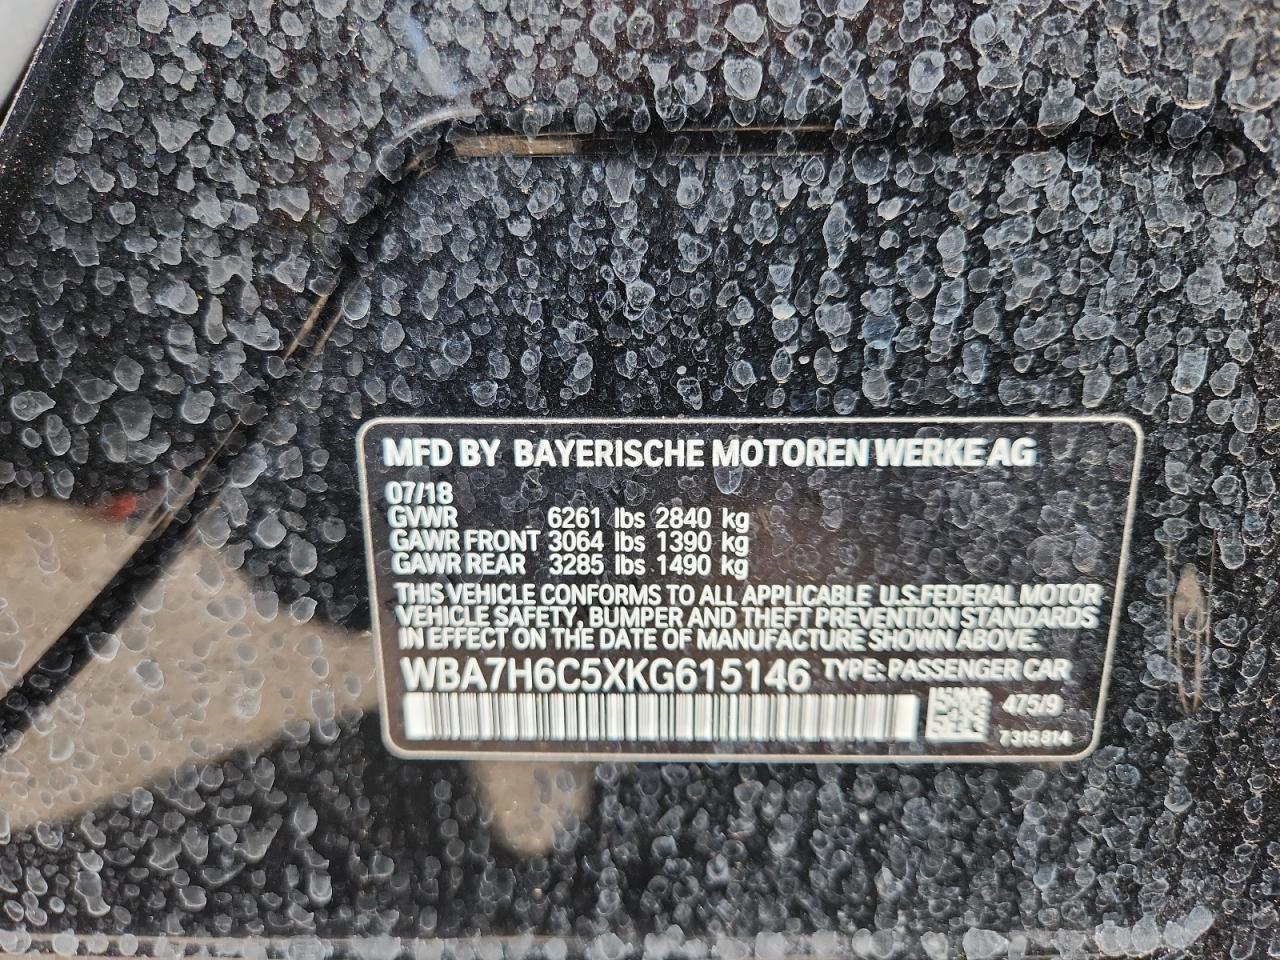 MFD BY BAYERISCHE MOTOREN WERKE AG
07/18
GVWR 6261 lbs 2840 kg
GAWR FRONT 3064 lbs 1390 kg
GAWR REAR 3285 lbs 1490 kg
THIS VEHICLE CONFORMS TO ALL APPLICABLE U.S.FEDERAL MOTOR
VEHICLE SAFETY, BUMPER AND THEFT PREVENTION STANDARDS
IN EFFECT ON THE DATE OF MANUFACTURE SHOWN ABOVE.
WBA7H6C5XKG615146 TYPE: PASSENGER CAR
475/9
7315814